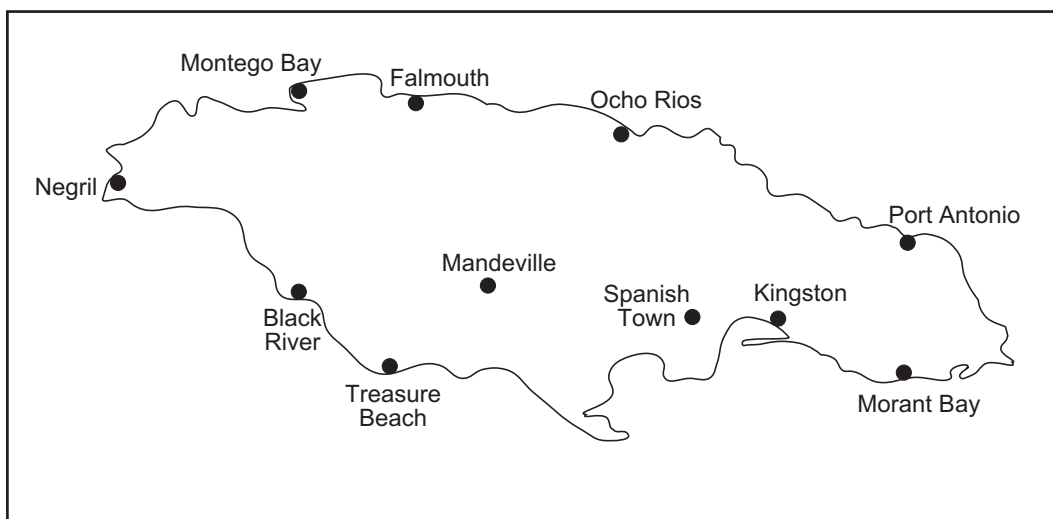 Montego Bay
Falmouth
Ocho Rios
Negril
Port Antonio
Mandeville
Spanish
Town
Kingston
Black
River
Treasure
Beach
Morant Bay